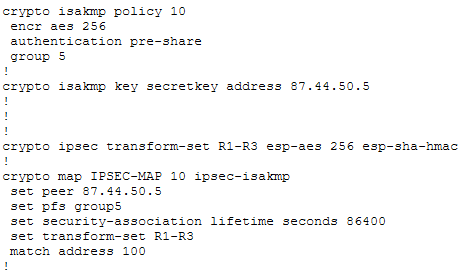 crypto isakmp policy 10
 encr aes 256
 authentication pre-share
 group 5
!
crypto isakmp key secretkey address 87.44.50.5
!
!
!
crypto ipsec transform-set R1-R3 esp-aes 256 esp-sha-hmac
!
crypto map IPSEC-MAP 10 ipsec-isakmp
 set peer 87.44.50.5
 set pfs group5
 set security-association lifetime seconds 86400
 set transform-set R1-R3
 match address 100
!